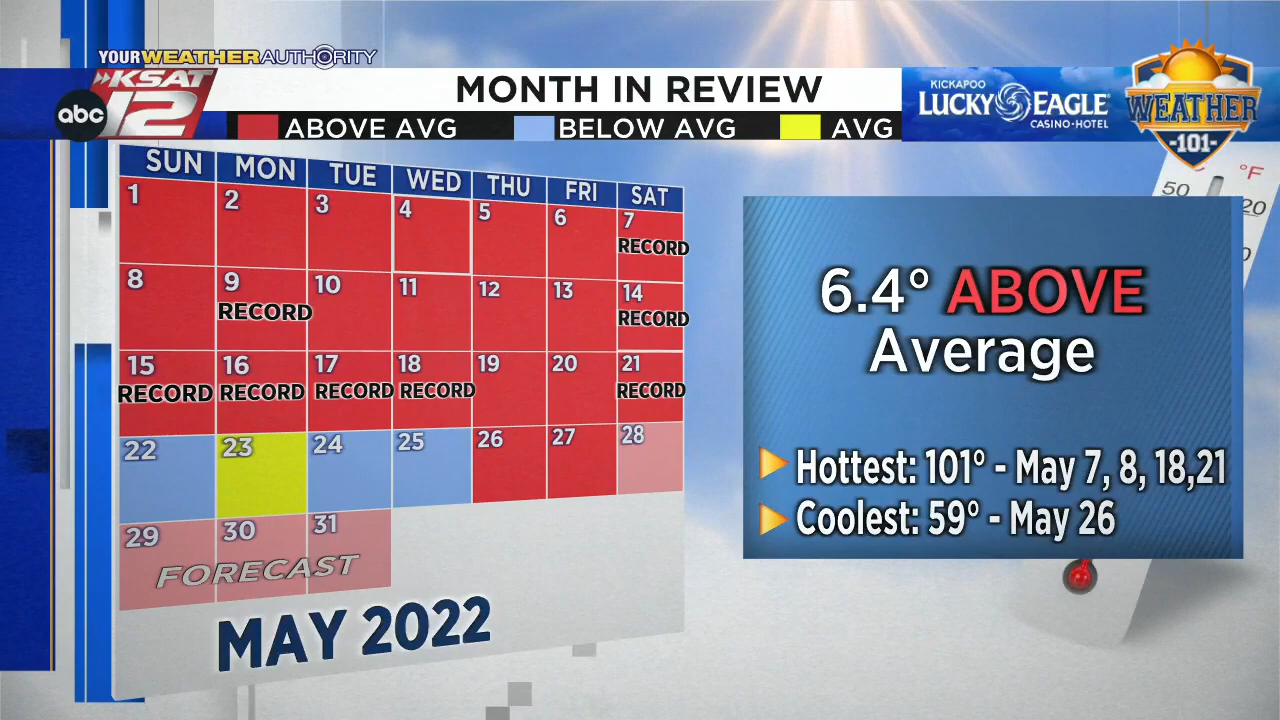 YOURWEATHERAUTHORITY
KSAT
abc 12
MONTH IN REVIEW
ABOVE AVG BELOW AVG AVG
KICKAPOO
LUCKY EAGLE
CASINO•HOTEL
WEATHER
-101-
°F
50
20
SUN MON TUE WED THU FRI SAT
1 2 3 4 5 6 7
RECORD
8 9 10 11 12 13 14
RECORD RECORD
15 16 17 18 19 20 21
RECORD RECORD RECORD RECORD RECORD
22 23 24 25 26 27 28
29 30 31
FORECAST
MAY 2022
6.4° ABOVE
Average
Hottest: 101° - May 7, 8, 18,21
Coolest: 59° - May 26